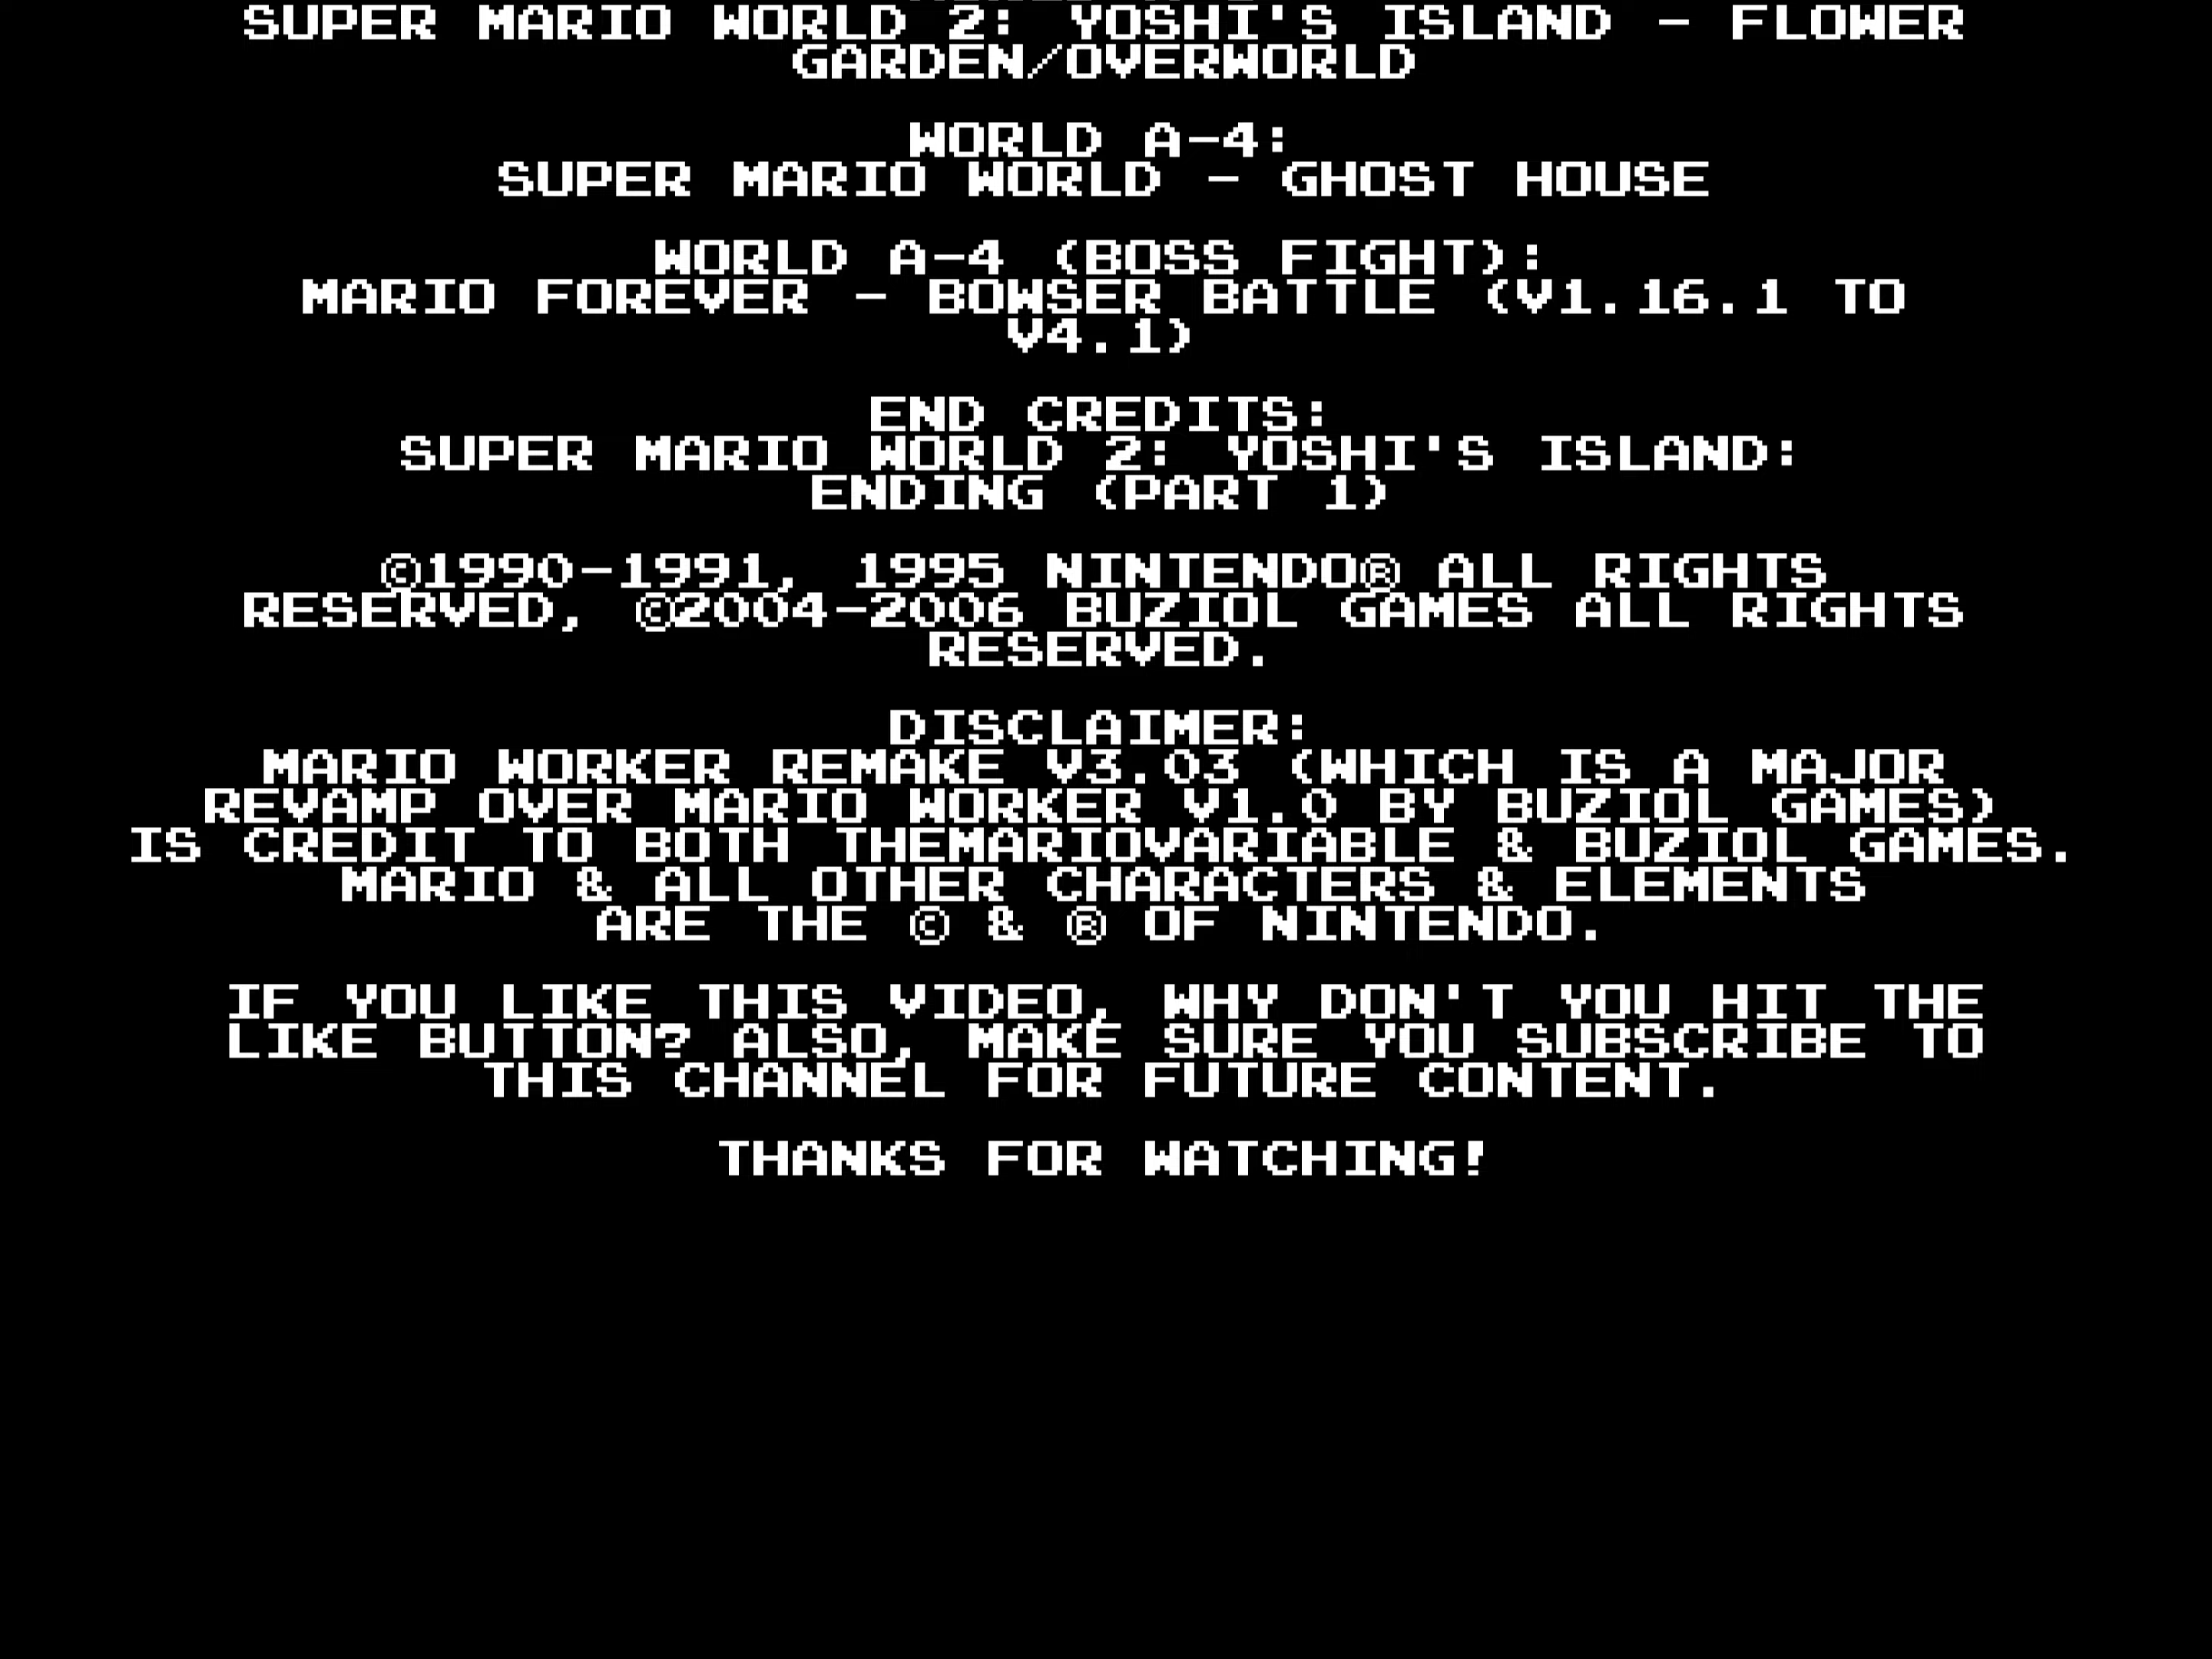 SUPER MARIO WORLD 2: YOSHI'S ISLAND - FLOWER
GARDEN/OVERWORLD
WORLD A-4:
SUPER MARIO WORLD - GHOST HOUSE
WORLD A-4 (BOSS FIGHT):
MARIO FOREVER - BOWSER BATTLE (V1.16.1 TO
V4.1)
END CREDITS:
SUPER MARIO WORLD 2: YOSHI'S ISLAND:
ENDING (PART 1)
©1990-1991, 1995 NINTENDO® ALL RIGHTS
RESERVED, ©2004-2006 BUZIOL GAMES ALL RIGHTS
RESERVED.
DISCLAIMER:
MARIO WORKER REMAKE V3.03 (WHICH IS A MAJOR
REVAMP OVER MARIO WORKER V1.0 BY BUZIOL GAMES)
IS CREDIT TO BOTH THEMARIOVARIABLE & BUZIOL GAMES.
MARIO & ALL OTHER CHARACTERS & ELEMENTS
ARE THE © & ® OF NINTENDO.
IF YOU LIKE THIS VIDEO, WHY DON'T YOU HIT THE
LIKE BUTTON? ALSO, MAKE SURE YOU SUBSCRIBE TO
THIS CHANNEL FOR FUTURE CONTENT.
THANKS FOR WATCHING!